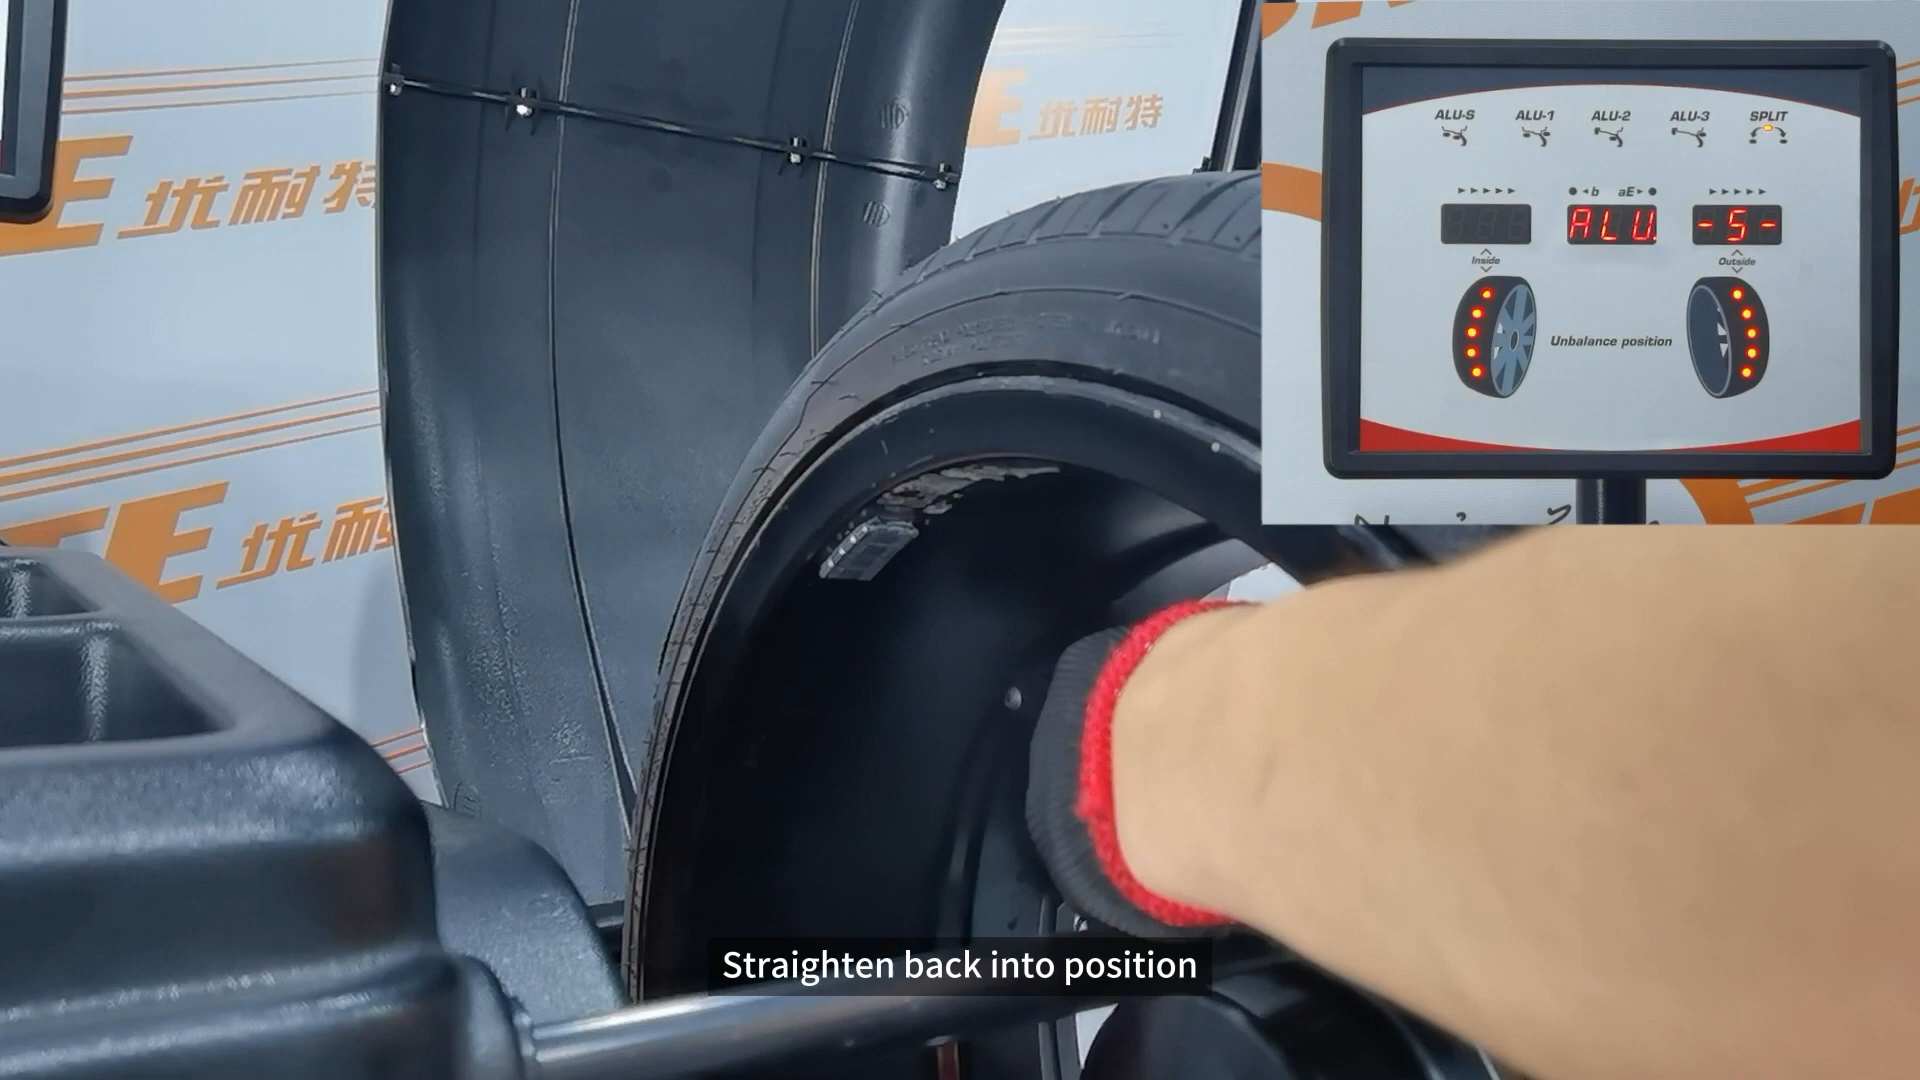 E 优耐特
E 优耐特
TE 优耐
ALU-S ALU-1 ALU-2 ALU-3 SPLIT
b aE
ALU. -S-
Inside Outside
Unbalance position
Straighten back into position